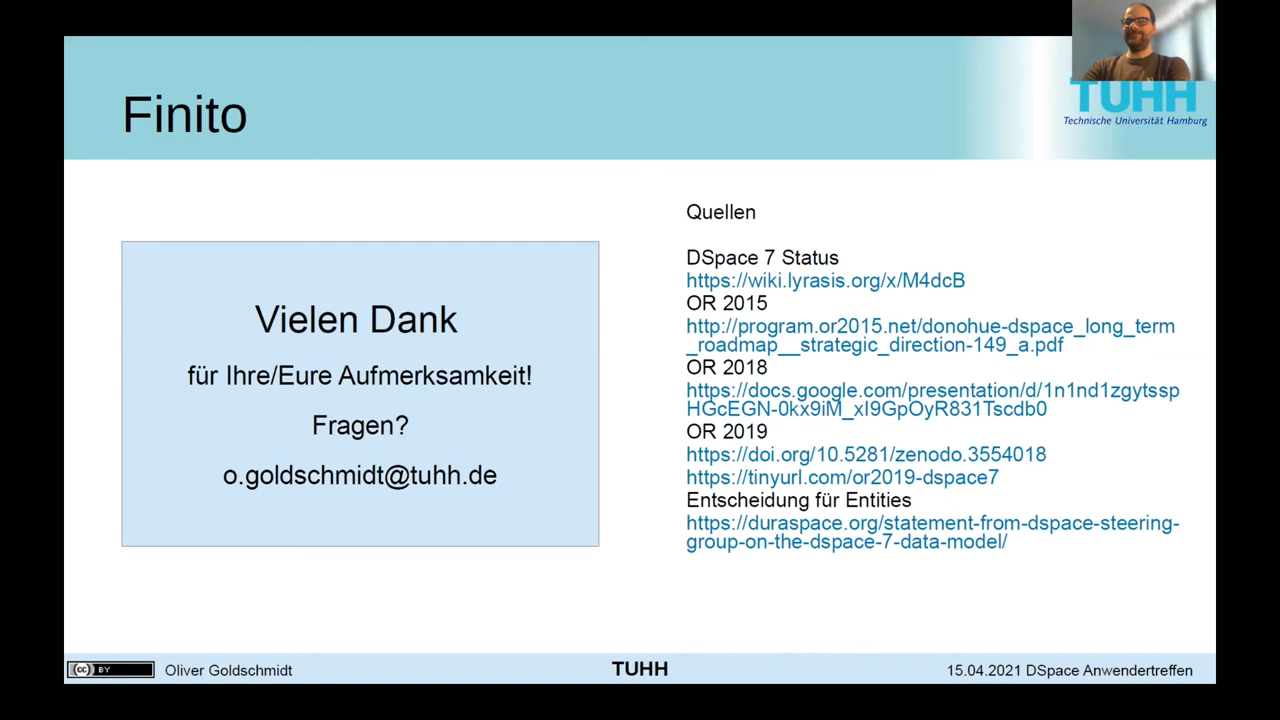 Finito
TUHH
Technische Universität Hamburg
Vielen Dank
für Ihre/Eure Aufmerksamkeit!
Fragen?
o.goldschmidt@tuhh.de
Quellen
DSpace 7 Status
https://wiki.lyrasis.org/x/M4dcB
OR 2015
http://program.or2015.net/donohue-dspace_long_term
_roadmap__strategic_direction-149_a.pdf
OR 2018
https://docs.google.com/presentation/d/1n1nd1zgytssp
HGcEGN-0kx9iM_xI9GpOyR831Tscdb0
OR 2019
https://doi.org/10.5281/zenodo.3554018
https://tinyurl.com/or2019-dspace7
Entscheidung für Entities
https://duraspace.org/statement-from-dspace-steering-
group-on-the-dspace-7-data-model/
cc BY
Oliver Goldschmidt
TUHH
15.04.2021 DSpace Anwendertreffen